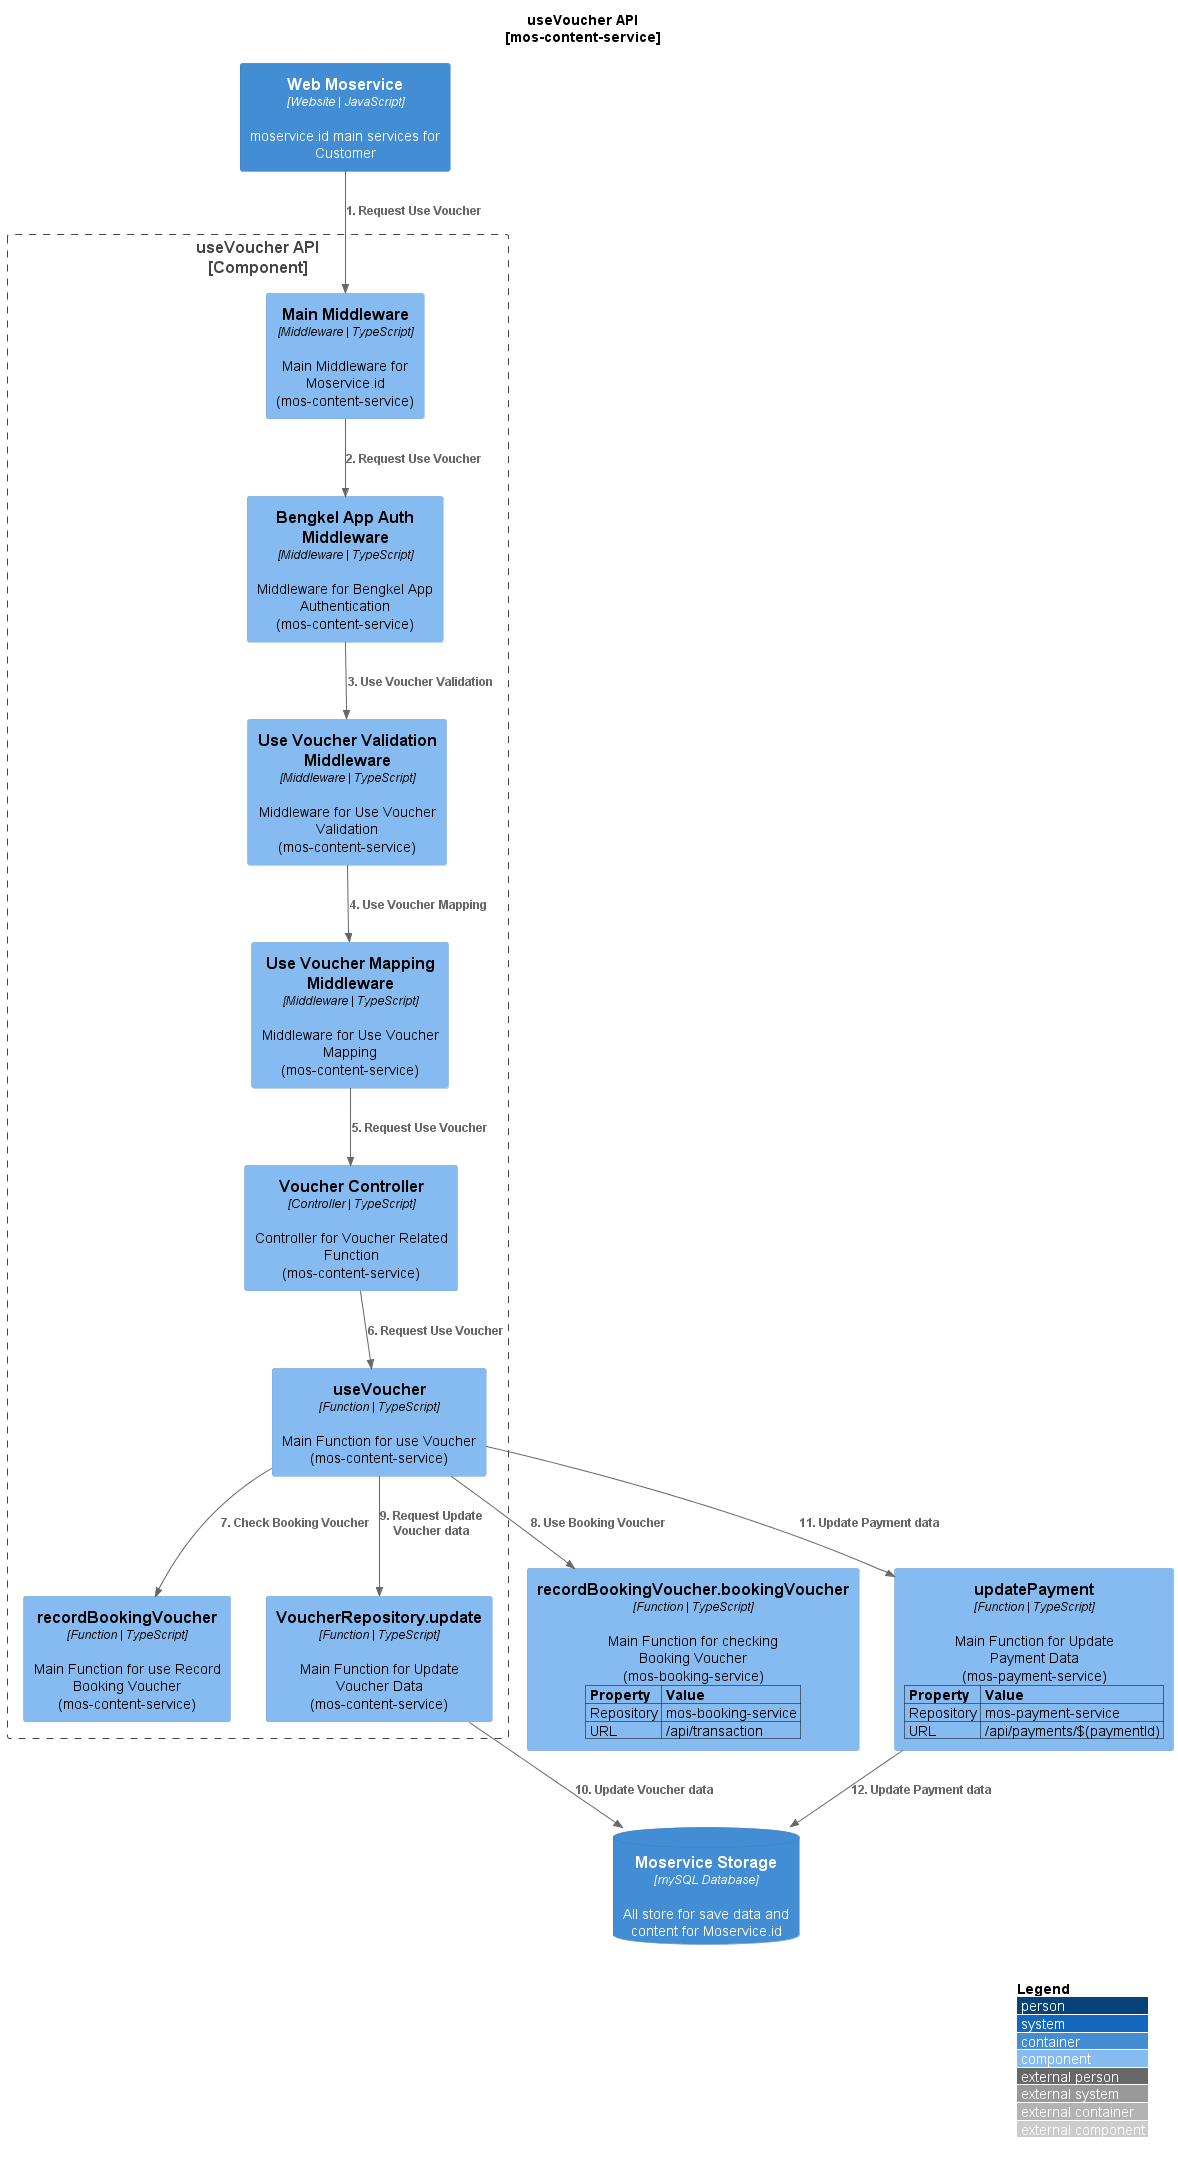 useVoucher API
[mos-content-service]
Web Moservice
[Website | JavaScript]
moservice.id main services for
Customer
1. Request Use Voucher
useVoucher API
[Component]
Main Middleware
[Middleware | TypeScript]
Main Middleware for
Moservice.id
(mos-content-service)
2. Request Use Voucher
Bengkel App Auth
Middleware
[Middleware | TypeScript]
Middleware for Bengkel App
Authentication
(mos-content-service)
3. Use Voucher Validation
Use Voucher Validation
Middleware
[Middleware | TypeScript]
Middleware for Use Voucher
Validation
(mos-content-service)
4. Use Voucher Mapping
Use Voucher Mapping
Middleware
[Middleware | TypeScript]
Middleware for Use Voucher
Mapping
(mos-content-service)
5. Request Use Voucher
Voucher Controller
[Controller | TypeScript]
Controller for Voucher Related
Function
(mos-content-service)
6. Request Use Voucher
useVoucher
[Function | TypeScript]
Main Function for use Voucher
(mos-content-service)
7. Check Booking Voucher
9. Request Update
Voucher data
8. Use Booking Voucher
11. Update Payment data
recordBookingVoucher
[Function | TypeScript]
Main Function for use Record
Booking Voucher
(mos-content-service)
VoucherRepository.update
[Function | TypeScript]
Main Function for Update
Voucher Data
(mos-content-service)
recordBookingVoucher.bookingVoucher
[Function | TypeScript]
Main Function for checking
Booking Voucher
(mos-booking-service)
Property Value
Repository mos-booking-service
URL /api/transaction
updatePayment
[Function | TypeScript]
Main Function for Update
Payment Data
(mos-payment-service)
Property Value
Repository mos-payment-service
URL /api/payments/$(paymentId)
10. Update Voucher data
12. Update Payment data
Moservice Storage
[mySQL Database]
All store for save data and
content for Moservice.id
Legend
person
system
container
component
external person
external system
external container
external component